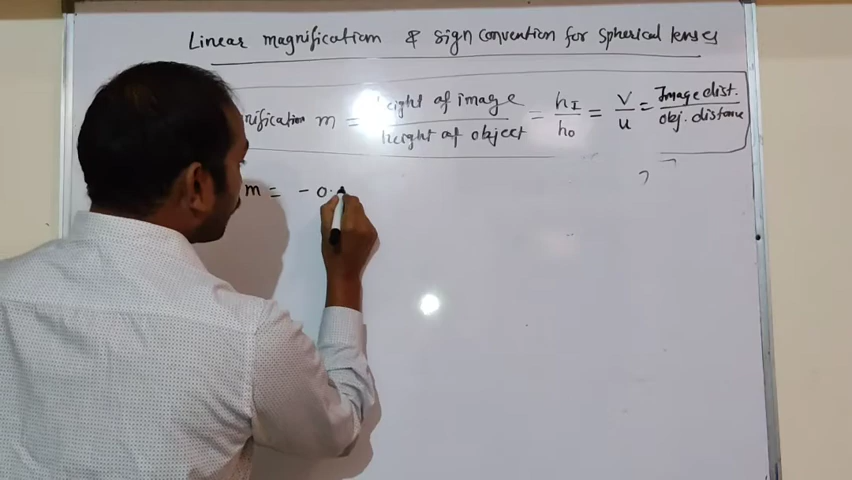 Linear magnification & sign convention for spherical lenses
nification m = height of image / height of object = hI / ho = V / u = Image dist. / obj. distance
m = - 0.